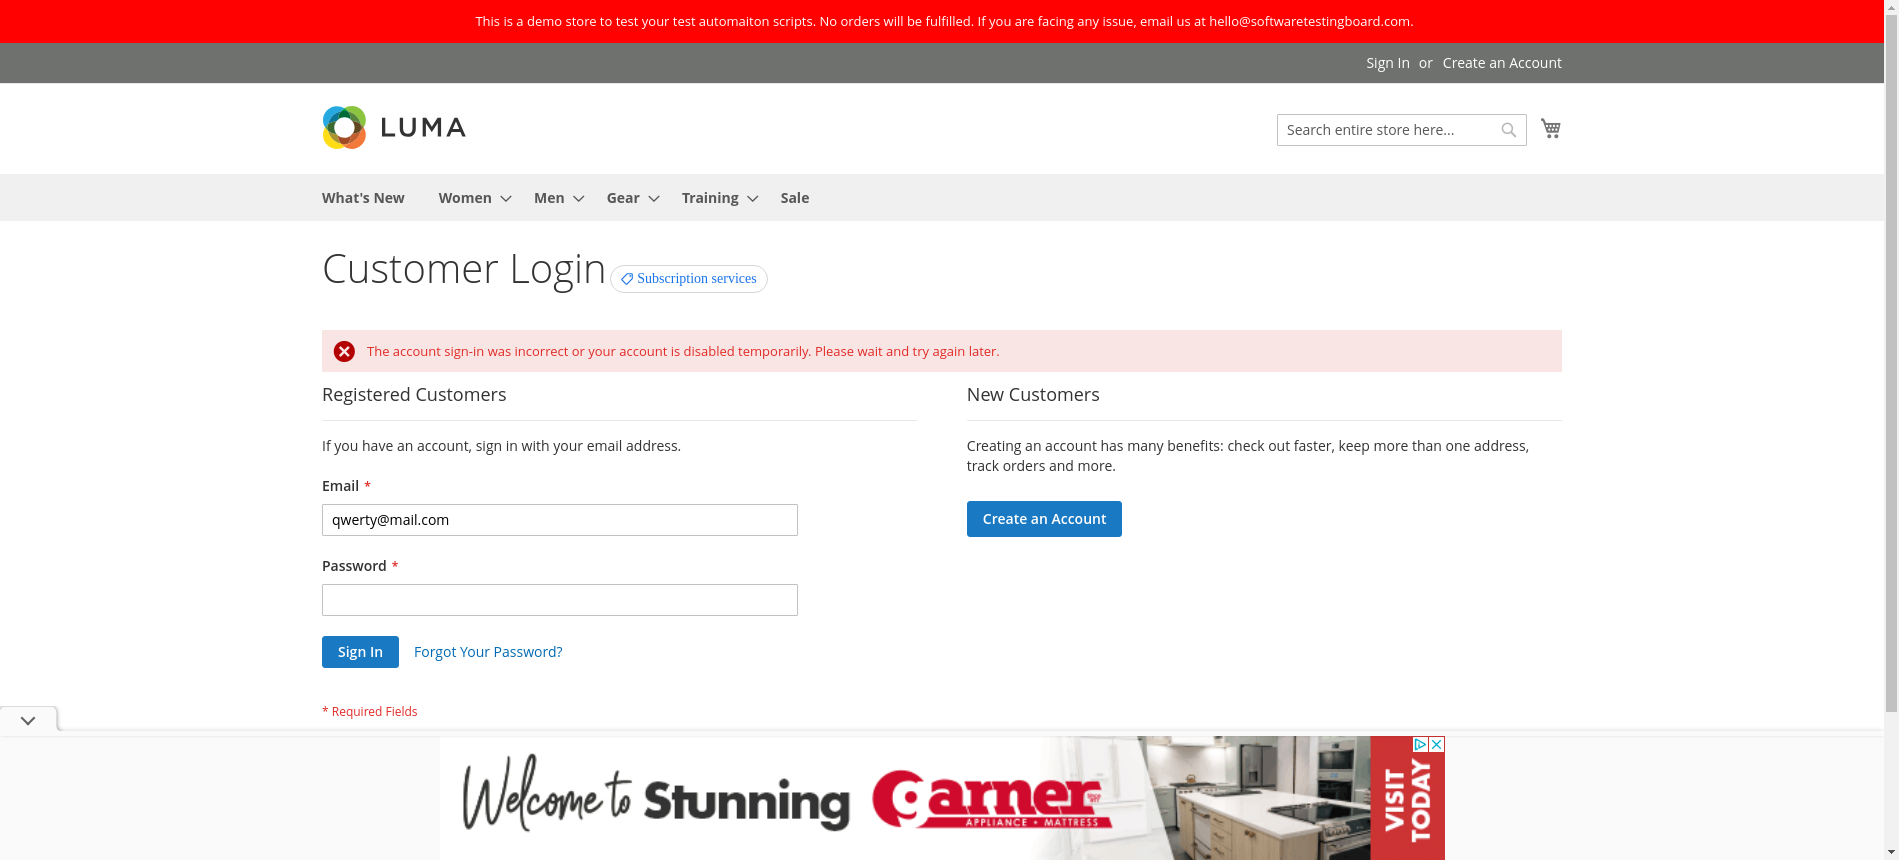 This is a demo store to test your test automaiton scripts. No orders will be fulfilled. If you are facing any issue, email us at hello@softwaretestingboard.com.
Sign In or Create an Account
LUMA
Search entire store here...
What's New Women Men Gear Training Sale
Customer Login Subscription services
The account sign-in was incorrect or your account is disabled temporarily. Please wait and try again later.
Registered Customers
If you have an account, sign in with your email address.
Email *
qwerty@mail.com
Password *
Sign In Forgot Your Password?
* Required Fields
New Customers
Creating an account has many benefits: check out faster, keep more than one address,
track orders and more.
Create an Account
Welcome to Stunning Garner
APPLIANCE • MATTRESS
VISIT
TODAY